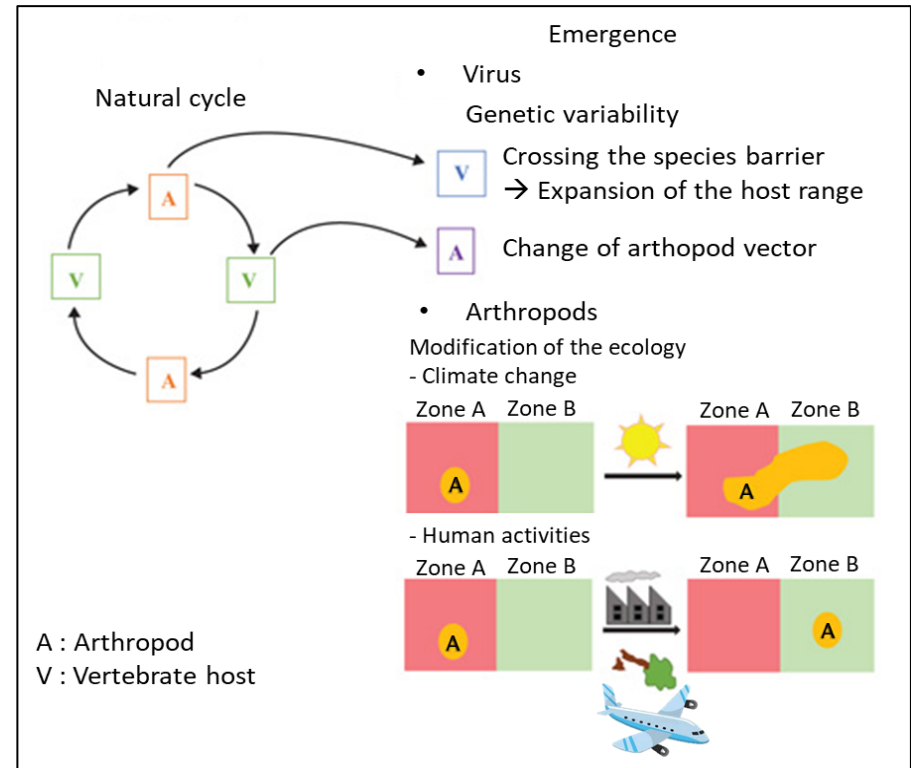 Emergence
• Virus
Natural cycle
Genetic variability
V
Crossing the species barrier
→ Expansion of the host range
A
V
V
A
Change of arthopod vector
A
• Arthropods
Modification of the ecology
- Climate change
Zone A Zone B
Zone A Zone B
A
A
- Human activities
Zone A Zone B
Zone A Zone B
A
A
A : Arthropod
V : Vertebrate host